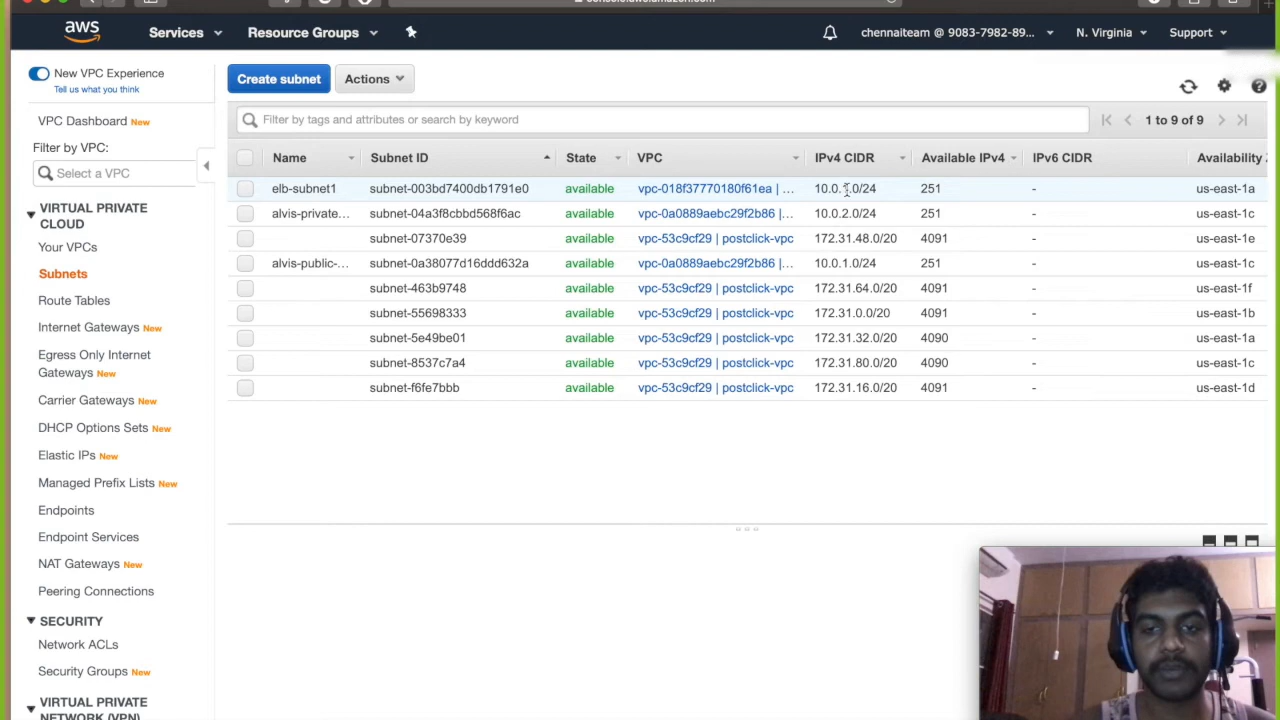 console.aws.amazon.com
aws Services Resource Groups chennaiteam @ 9083-7982-89... N. Virginia Support
New VPC Experience
Tell us what you think
Create subnet Actions
VPC Dashboard New
Filter by VPC:
Select a VPC
Filter by tags and attributes or search by keyword
1 to 9 of 9
VIRTUAL PRIVATE
CLOUD
Your VPCs
Subnets
Route Tables
Internet Gateways New
Egress Only Internet
Gateways New
Carrier Gateways New
DHCP Option Sets New
Elastic IPs New
Managed Prefix Lists New
Endpoints
Endpoint Services
NAT Gateways New
Peering Connections
SECURITY
Network ACLs
Security Groups New
VIRTUAL PRIVATE
NETWORK (VPN)
Name Subnet ID State VPC IPv4 CIDR Available IPv4 IPv6 CIDR Availability
elb-subnet1 subnet-003bd7400db1791e0 available vpc-018f37770180f61ea | ... 10.0.1.0/24 251 - us-east-1a
alvis-private... subnet-04a3f8cbbd568f6ac available vpc-0a0889aebc29f2b86 |... 10.0.2.0/24 251 - us-east-1c
subnet-07370e39 available vpc-53c9cf29 | postclick-vpc 172.31.48.0/20 4091 - us-east-1e
alvis-public-... subnet-0a38077d16ddd632a available vpc-0a0889aebc29f2b86 |... 10.0.1.0/24 251 - us-east-1c
subnet-463b9748 available vpc-53c9cf29 | postclick-vpc 172.31.64.0/20 4091 - us-east-1f
subnet-55698333 available vpc-53c9cf29 | postclick-vpc 172.31.0.0/20 4091 - us-east-1b
subnet-5e49be01 available vpc-53c9cf29 | postclick-vpc 172.31.32.0/20 4090 - us-east-1a
subnet-8537c7a4 available vpc-53c9cf29 | postclick-vpc 172.31.80.0/20 4090 - us-east-1c
subnet-f6fe7bbb available vpc-53c9cf29 | postclick-vpc 172.31.16.0/20 4091 - us-east-1d